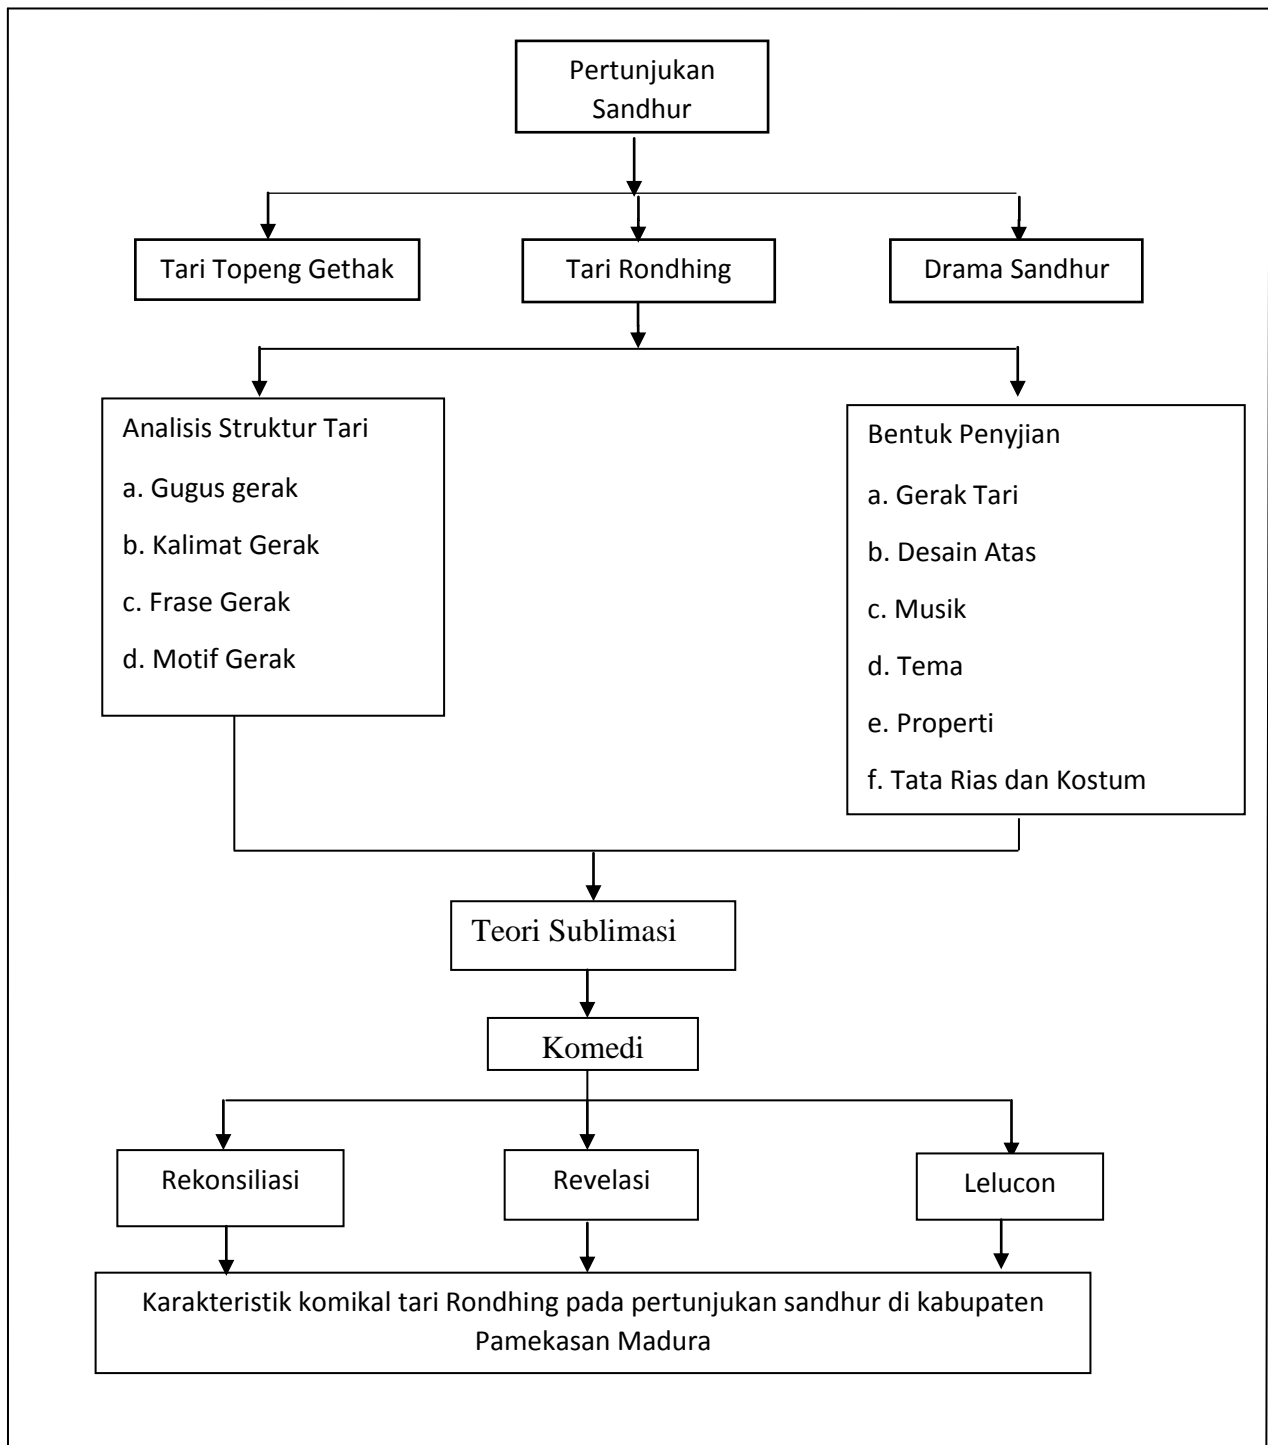 Pertunjukan
Sandhur
Tari Topeng Gethak
Tari Rondhing
Drama Sandhur
Analisis Struktur Tari
a. Gugus gerak
b. Kalimat Gerak
c. Frase Gerak
d. Motif Gerak
Bentuk Penyjian
a. Gerak Tari
b. Desain Atas
c. Musik
d. Tema
e. Properti
f. Tata Rias dan Kostum
Teori Sublimasi
Komedi
Rekonsiliasi
Revelasi
Lelucon
Karakteristik komikal tari Rondhing pada pertunjukan sandhur di kabupaten
Pamekasan Madura